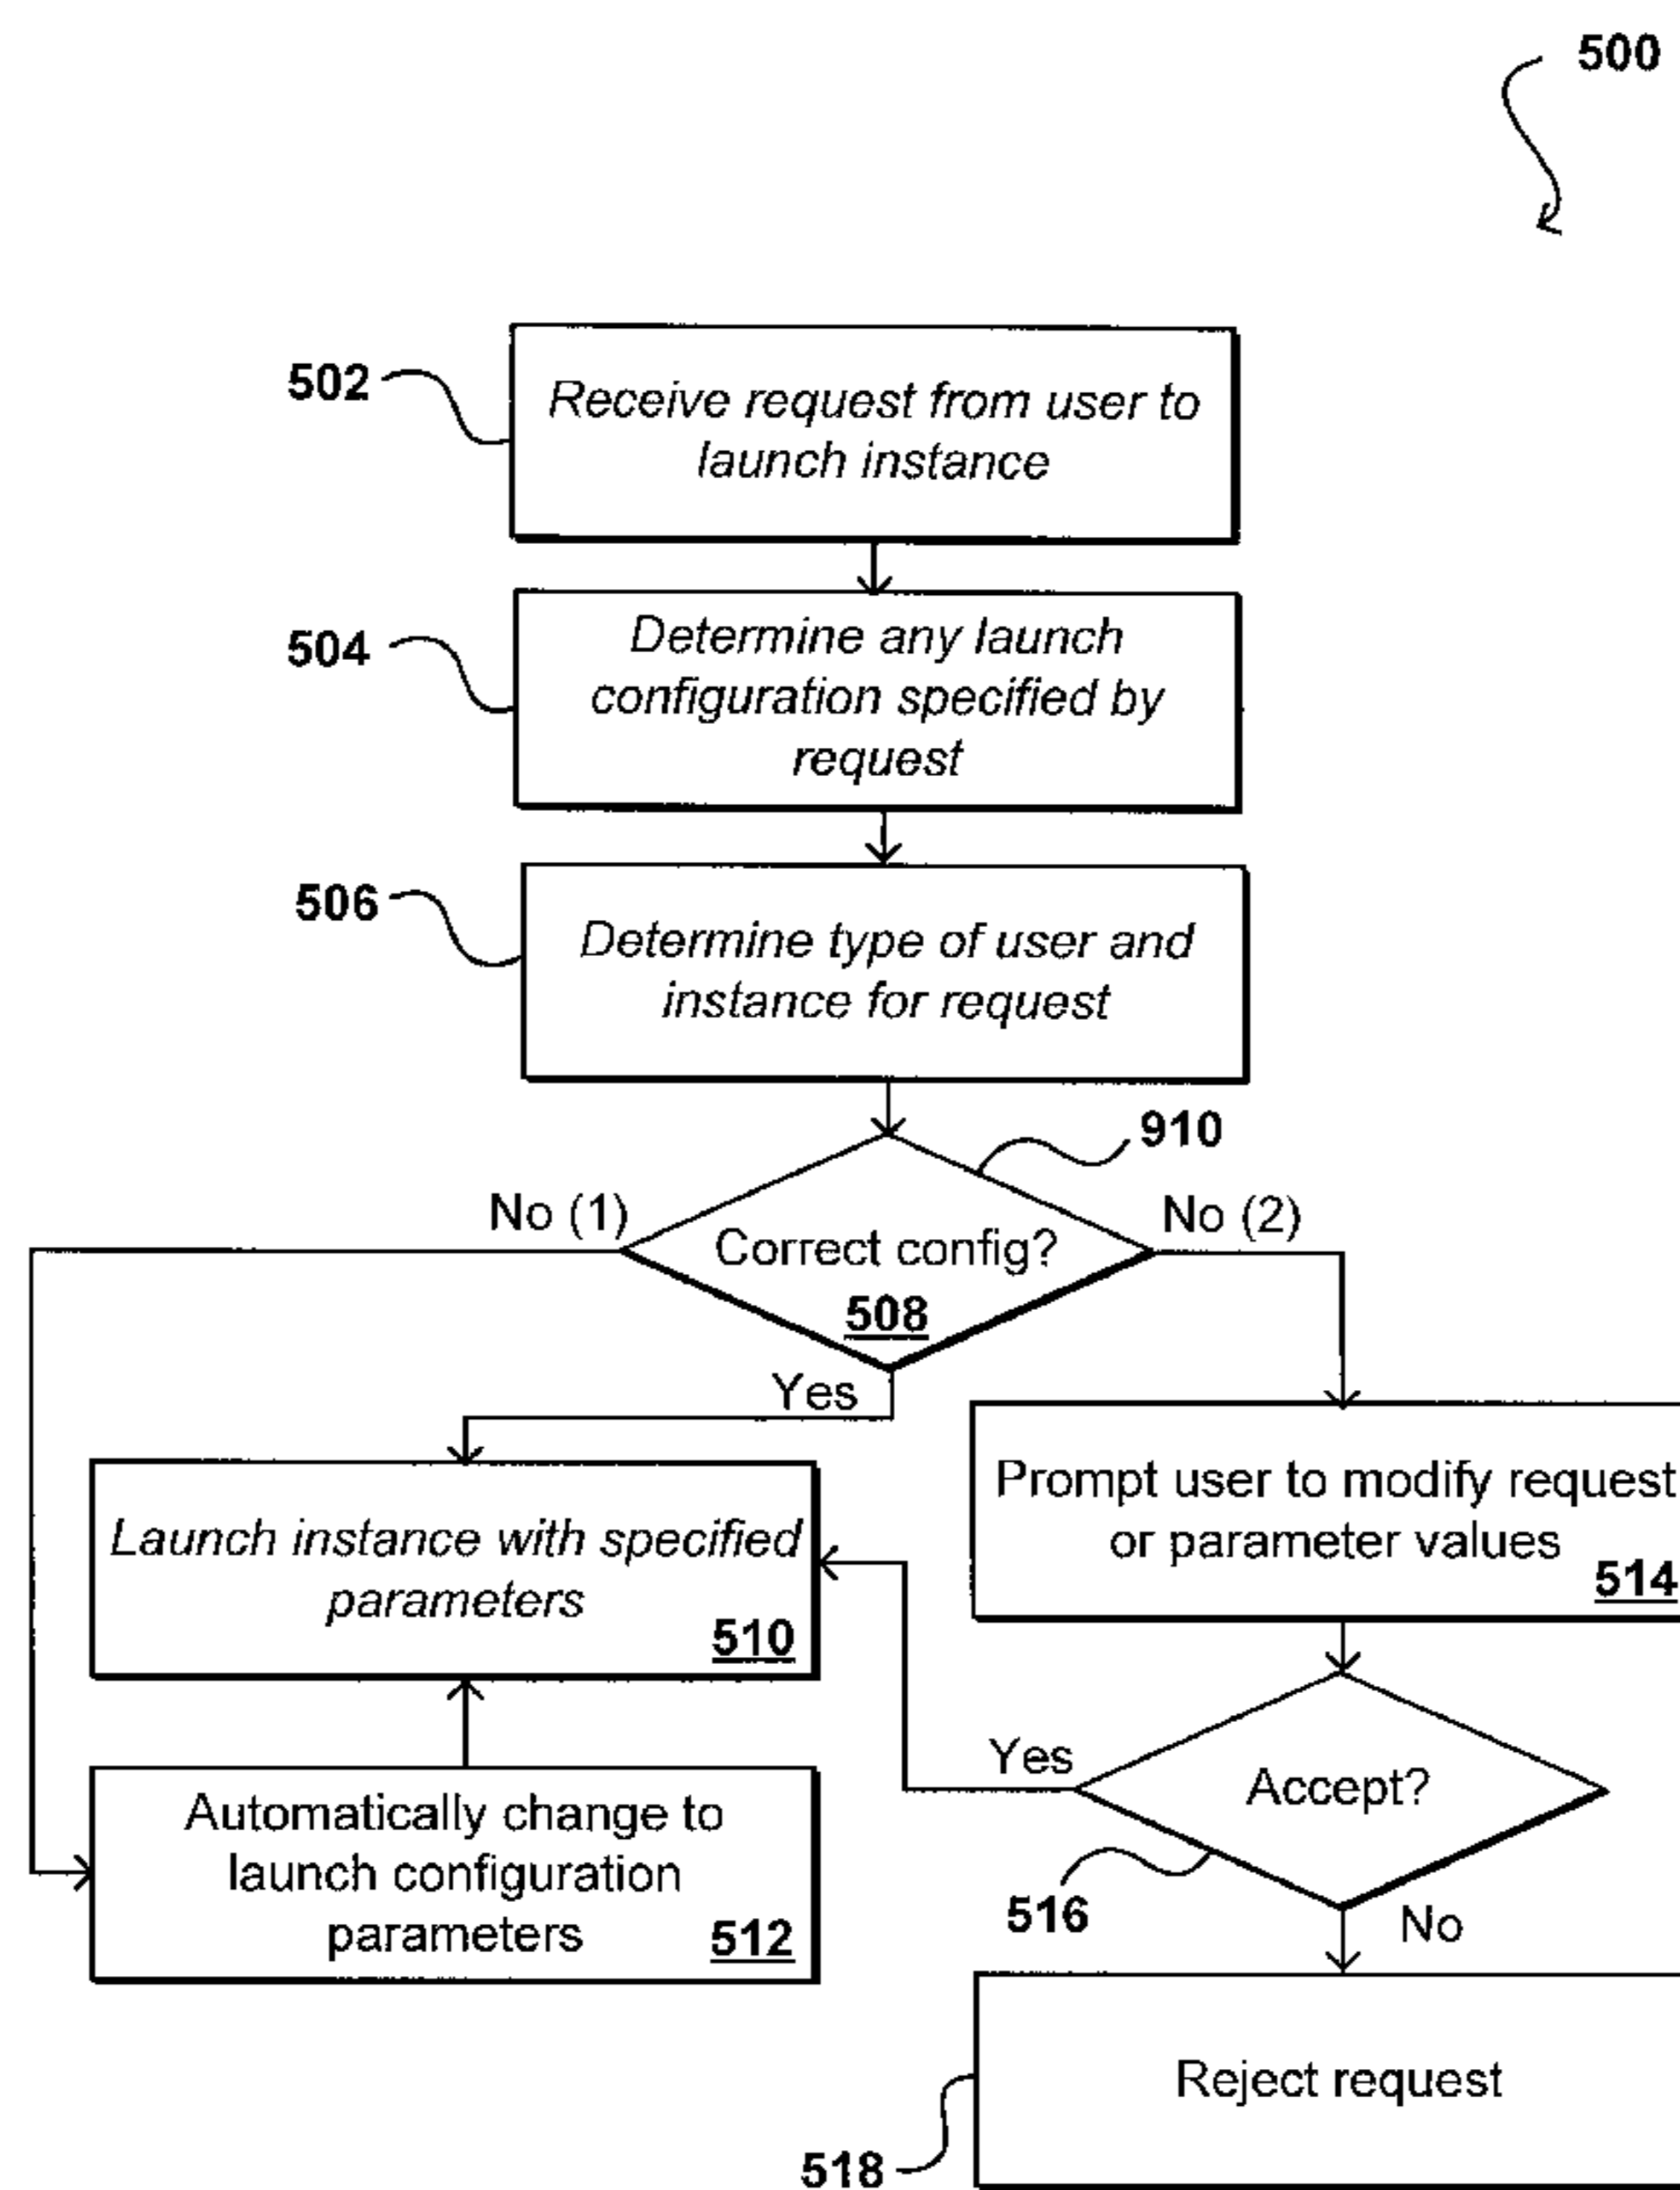 500
502
Receive request from user to
launch instance
504
Determine any launch
configuration specified by
request
506
Determine type of user and
instance for request
910
No (1)
No (2)
Correct config?
508
Yes
Launch instance with specified
parameters
510
Prompt user to modify request
or parameter values
514
Yes
Accept?
Automatically change to
launch configuration
parameters
512
516
No
Reject request
518